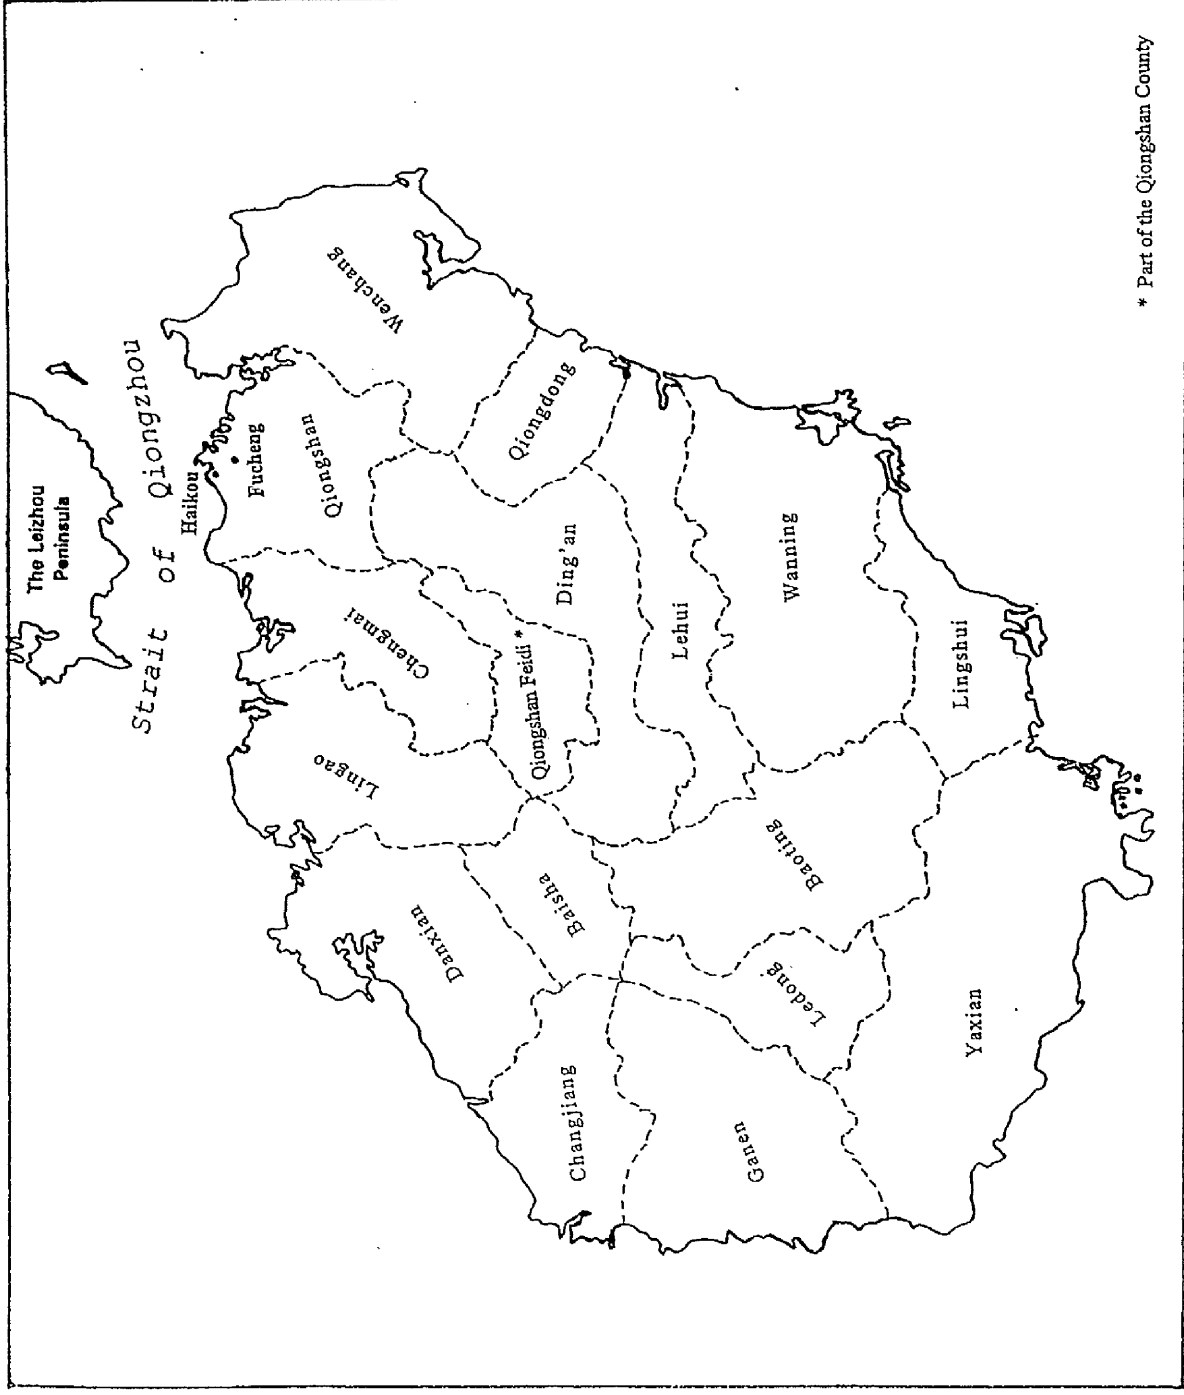 The Leizhou
Peninsula
Strait of Qiongzhou
Haikou
Fucheng
Qiongshan
Wenchang
Chengmai
Lingao
Qiongdong
Ding'an
Qiongshan Feidi *
Danxian
Baisha
Lehui
Wanning
Changjiang
Baoting
Ledong
Ganen
Lingshui
Yaxian
* Part of the Qiongshan County